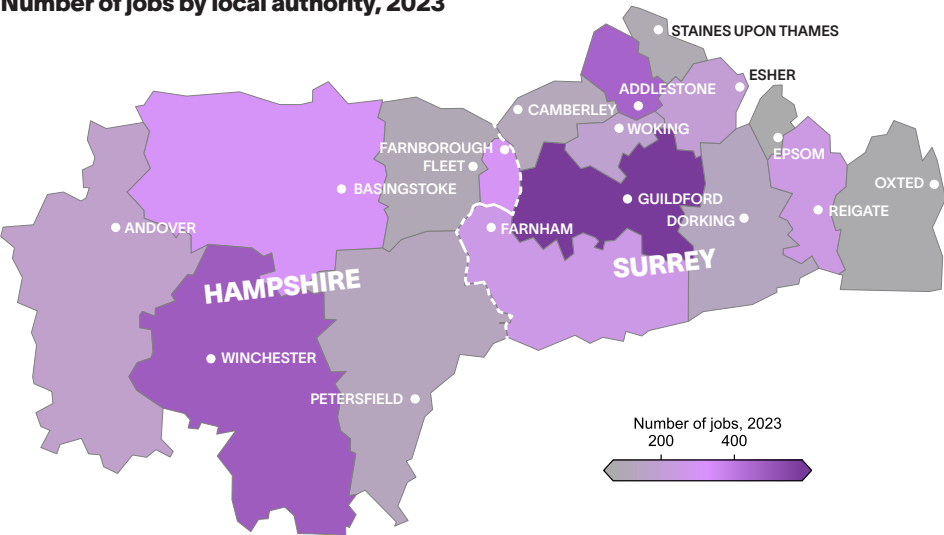 Number of jobs by local authority, 2023
STAINES UPON THAMES
ESHER
ADDLESTONE
CAMBERLEY
WOKING
FARNBOROUGH
FLEET
EPSOM
BASINGSTOKE
OXTED
GUILDFORD
REIGATE
DORKING
ANDOVER
FARNHAM
SURREY
HAMPSHIRE
WINCHESTER
PETERSFIELD
Number of jobs, 2023
200 400